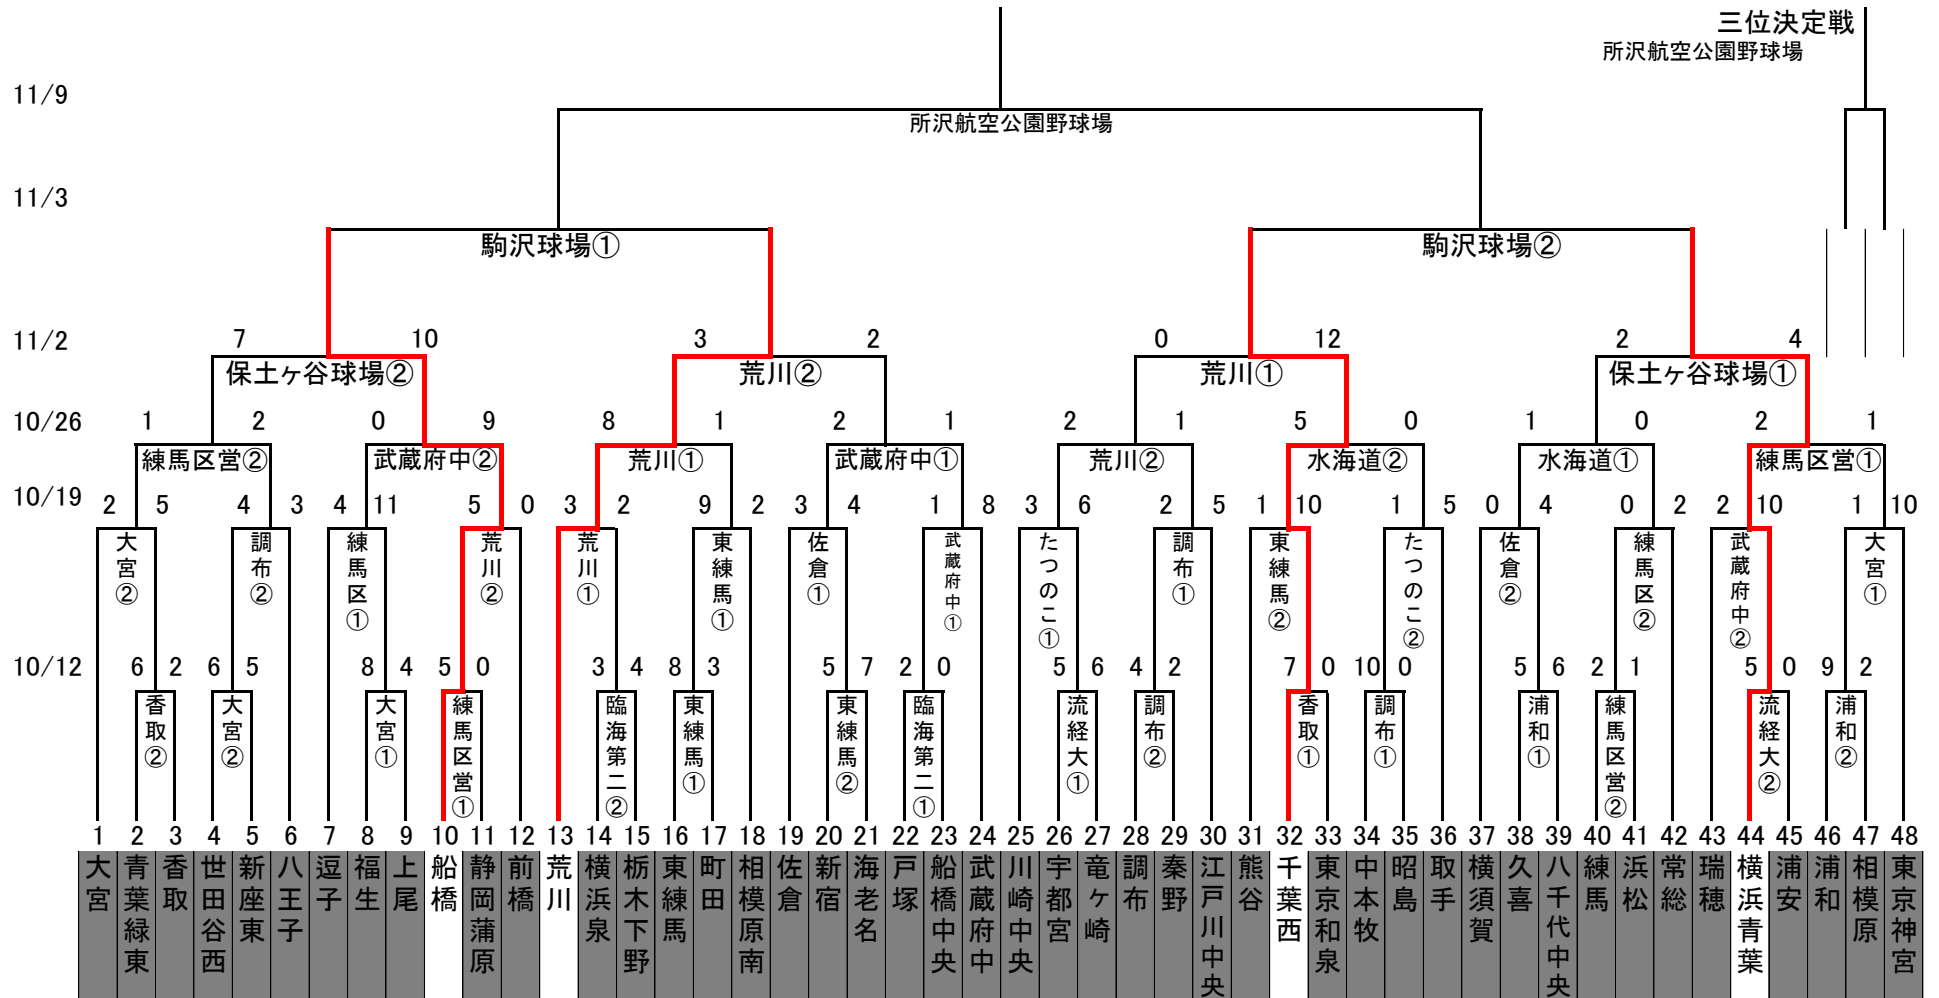 三位決定戦
所沢航空公園野球場
11/9
所沢航空公園野球場
11/3
駒沢球場① 駒沢球場②
11/2 7 10 3 2 0 12 2 4
保土ヶ谷球場② 荒川② 荒川① 保土ヶ谷球場①
10/26 1 2 0 9 8 1 2 1 2 1 5 0 1 0 2 1
練馬区営② 武蔵府中② 荒川① 武蔵府中① 荒川② 水海道② 水海道① 練馬区営①
10/19 2 5 4 3 4 11 5 0 3 2 9 2 3 4 1 8 3 6 2 5 1 10 1 5 0 4 0 2 2 10 1 10
大宮② 調布② 練馬区① 荒川② 荒川① 東練馬① 佐倉① 武蔵府中① たつのこ① 調布① 東練馬② たつのこ② 佐倉② 練馬区② 武蔵府中② 大宮①
10/12 6 2 6 5 8 4 5 0 3 4 8 3 5 7 2 0 5 6 4 2 7 0 10 0 5 6 2 1 5 0 9 2
香取② 大宮② 大宮① 練馬区営① 臨海第二② 東練馬① 東練馬② 臨海第二① 流経大① 調布② 香取① 調布① 浦和① 練馬区営② 流経大② 浦和②
1 2 3 4 5 6 7 8 9 10 11 12 13 14 15 16 17 18 19 20 21 22 23 24 25 26 27 28 29 30 31 32 33 34 35 36 37 38 39 40 41 42 43 44 45 46 47 48
大宮 青葉緑東 香取 世田谷西 新座東 八王子 逗子 福生 上尾 船橋 静岡蒲原 前橋 荒川 横浜泉 栃木下野 東練馬 町田 相模原南 佐倉 新宿 海老名 戸塚 船橋中央 武蔵府中 川崎中央 宇都宮 竜ヶ崎 調布 秦野 江戸川中央 熊谷 千葉西 東京和泉 中本牧 昭島 取手 横須賀 久喜 八千代中央 練馬 浜松 常総 瑞穂 横浜青葉 浦安 浦和 相模原 東京神宮